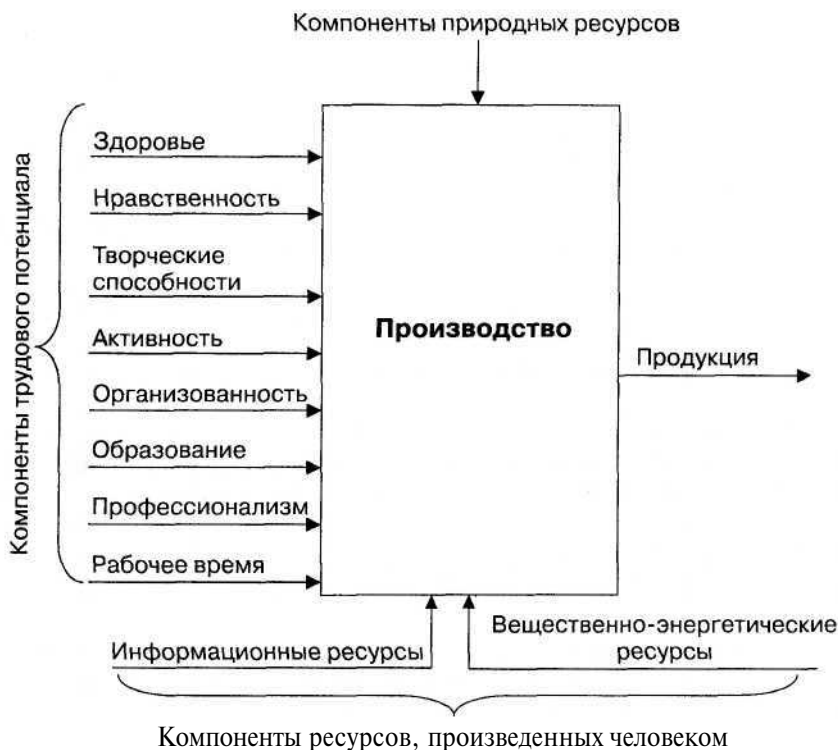 Компоненты природных ресурсов
Компоненты трудового потенциала
Здоровье
Нравственность
Творческие
способности
Активность
Организованность
Образование
Профессионализм
Рабочее время
Производство
Продукция
Информационные ресурсы
Вещественно-энергетические
ресурсы
Компоненты ресурсов, произведенных человеком